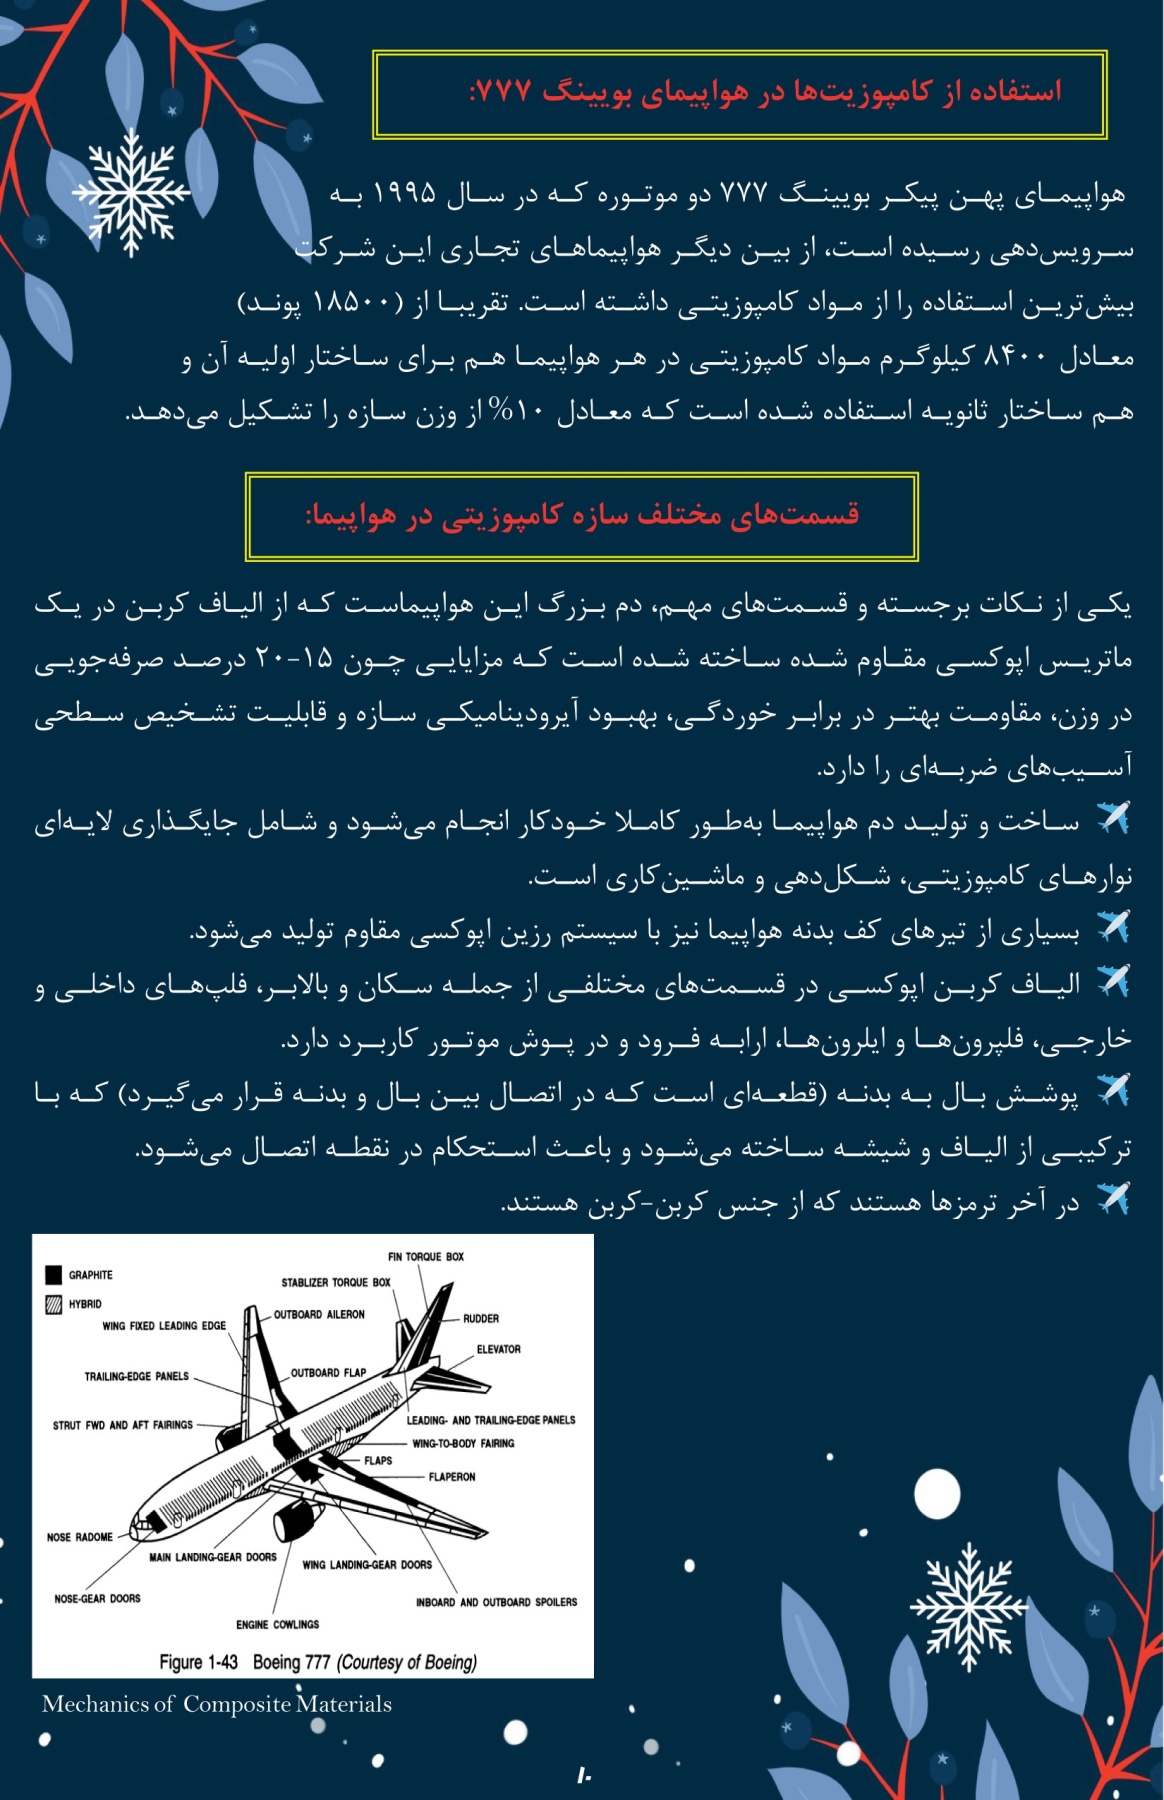 استفاده از کامپوزیت‌ها در هواپیمای بویینگ ۷۷۷:
هواپیمای پهن پیکر بویینگ ۷۷۷ دو موتوره که در سال ۱۹۹۵ به
سرویس‌دهی رسیده است، از بین دیگر هواپیماهای تجاری این شرکت
بیش‌ترین استفاده را از مواد کامپوزیتی داشته است. تقریبا از (۱۸۵۰۰ پوند)
معادل ۸۴۰۰ کیلوگرم مواد کامپوزیتی در هر هواپیما هم برای ساختار اولیه آن و
هم ساختار ثانویه استفاده شده است که معادل ۱۰% از وزن سازه را تشکیل می‌دهد.
قسمت‌های مختلف سازه کامپوزیتی در هواپیما:
یکی از نکات برجسته و قسمت‌های مهم، دم بزرگ این هواپیماست که از الیاف کربن در یک
ماتریس اپوکسی مقاوم شده ساخته شده است که مزایایی چون ۱۵-۲۰ درصد صرفه‌جویی
در وزن، مقاومت بهتر در برابر خوردگی، بهبود آیرودینامیکی سازه و قابلیت تشخیص سطحی
آسیب‌های ضربه‌ای را دارد.
ساخت و تولید دم هواپیما به‌طور کاملا خودکار انجام می‌شود و شامل جایگذاری لایه‌ای
نوارهای کامپوزیتی، شکل‌دهی و ماشین‌کاری است.
بسیاری از تیرهای کف بدنه هواپیما نیز با سیستم رزین اپوکسی مقاوم تولید می‌شود.
الیاف کربن اپوکسی در قسمت‌های مختلفی از جمله سکان و بالابر، فلپ‌های داخلی و
خارجی، فلپرون‌ها و ایلرون‌ها، ارابه فرود و در پوش موتور کاربرد دارد.
پوشش بال به بدنه (قطعه‌ای است که در اتصال بین بال و بدنه قرار می‌گیرد) که با
ترکیبی از الیاف و شیشه ساخته می‌شود و باعث استحکام در نقطه اتصال می‌شود.
در آخر ترمزها هستند که از جنس کربن-کربن هستند.
FIN TORQUE BOX
GRAPHITE
STABLIZER TORQUE BOX
HYBRID
OUTBOARD AILERON
RUDDER
WING FIXED LEADING EDGE
ELEVATOR
TRAILING-EDGE PANELS
OUTBOARD FLAP
STRUT FWD AND AFT FAIRINGS
LEADING- AND TRAILING-EDGE PANELS
WING-TO-BODY FAIRING
FLAPS
FLAPERON
NOSE RADOME
MAIN LANDING-GEAR DOORS
WING LANDING-GEAR DOORS
NOSE-GEAR DOORS
INBOARD AND OUTBOARD SPOILERS
ENGINE COWLINGS
Figure 1-43 Boeing 777 (Courtesy of Boeing)
Mechanics of Composite Materials
۱۰